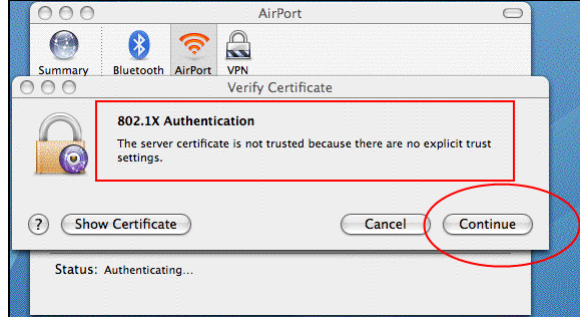 AirPort
Summary Bluetooth AirPort VPN
Verify Certificate
802.1X Authentication
The server certificate is not trusted because there are no explicit trust
settings.
? Show Certificate Cancel Continue
Status: Authenticating...